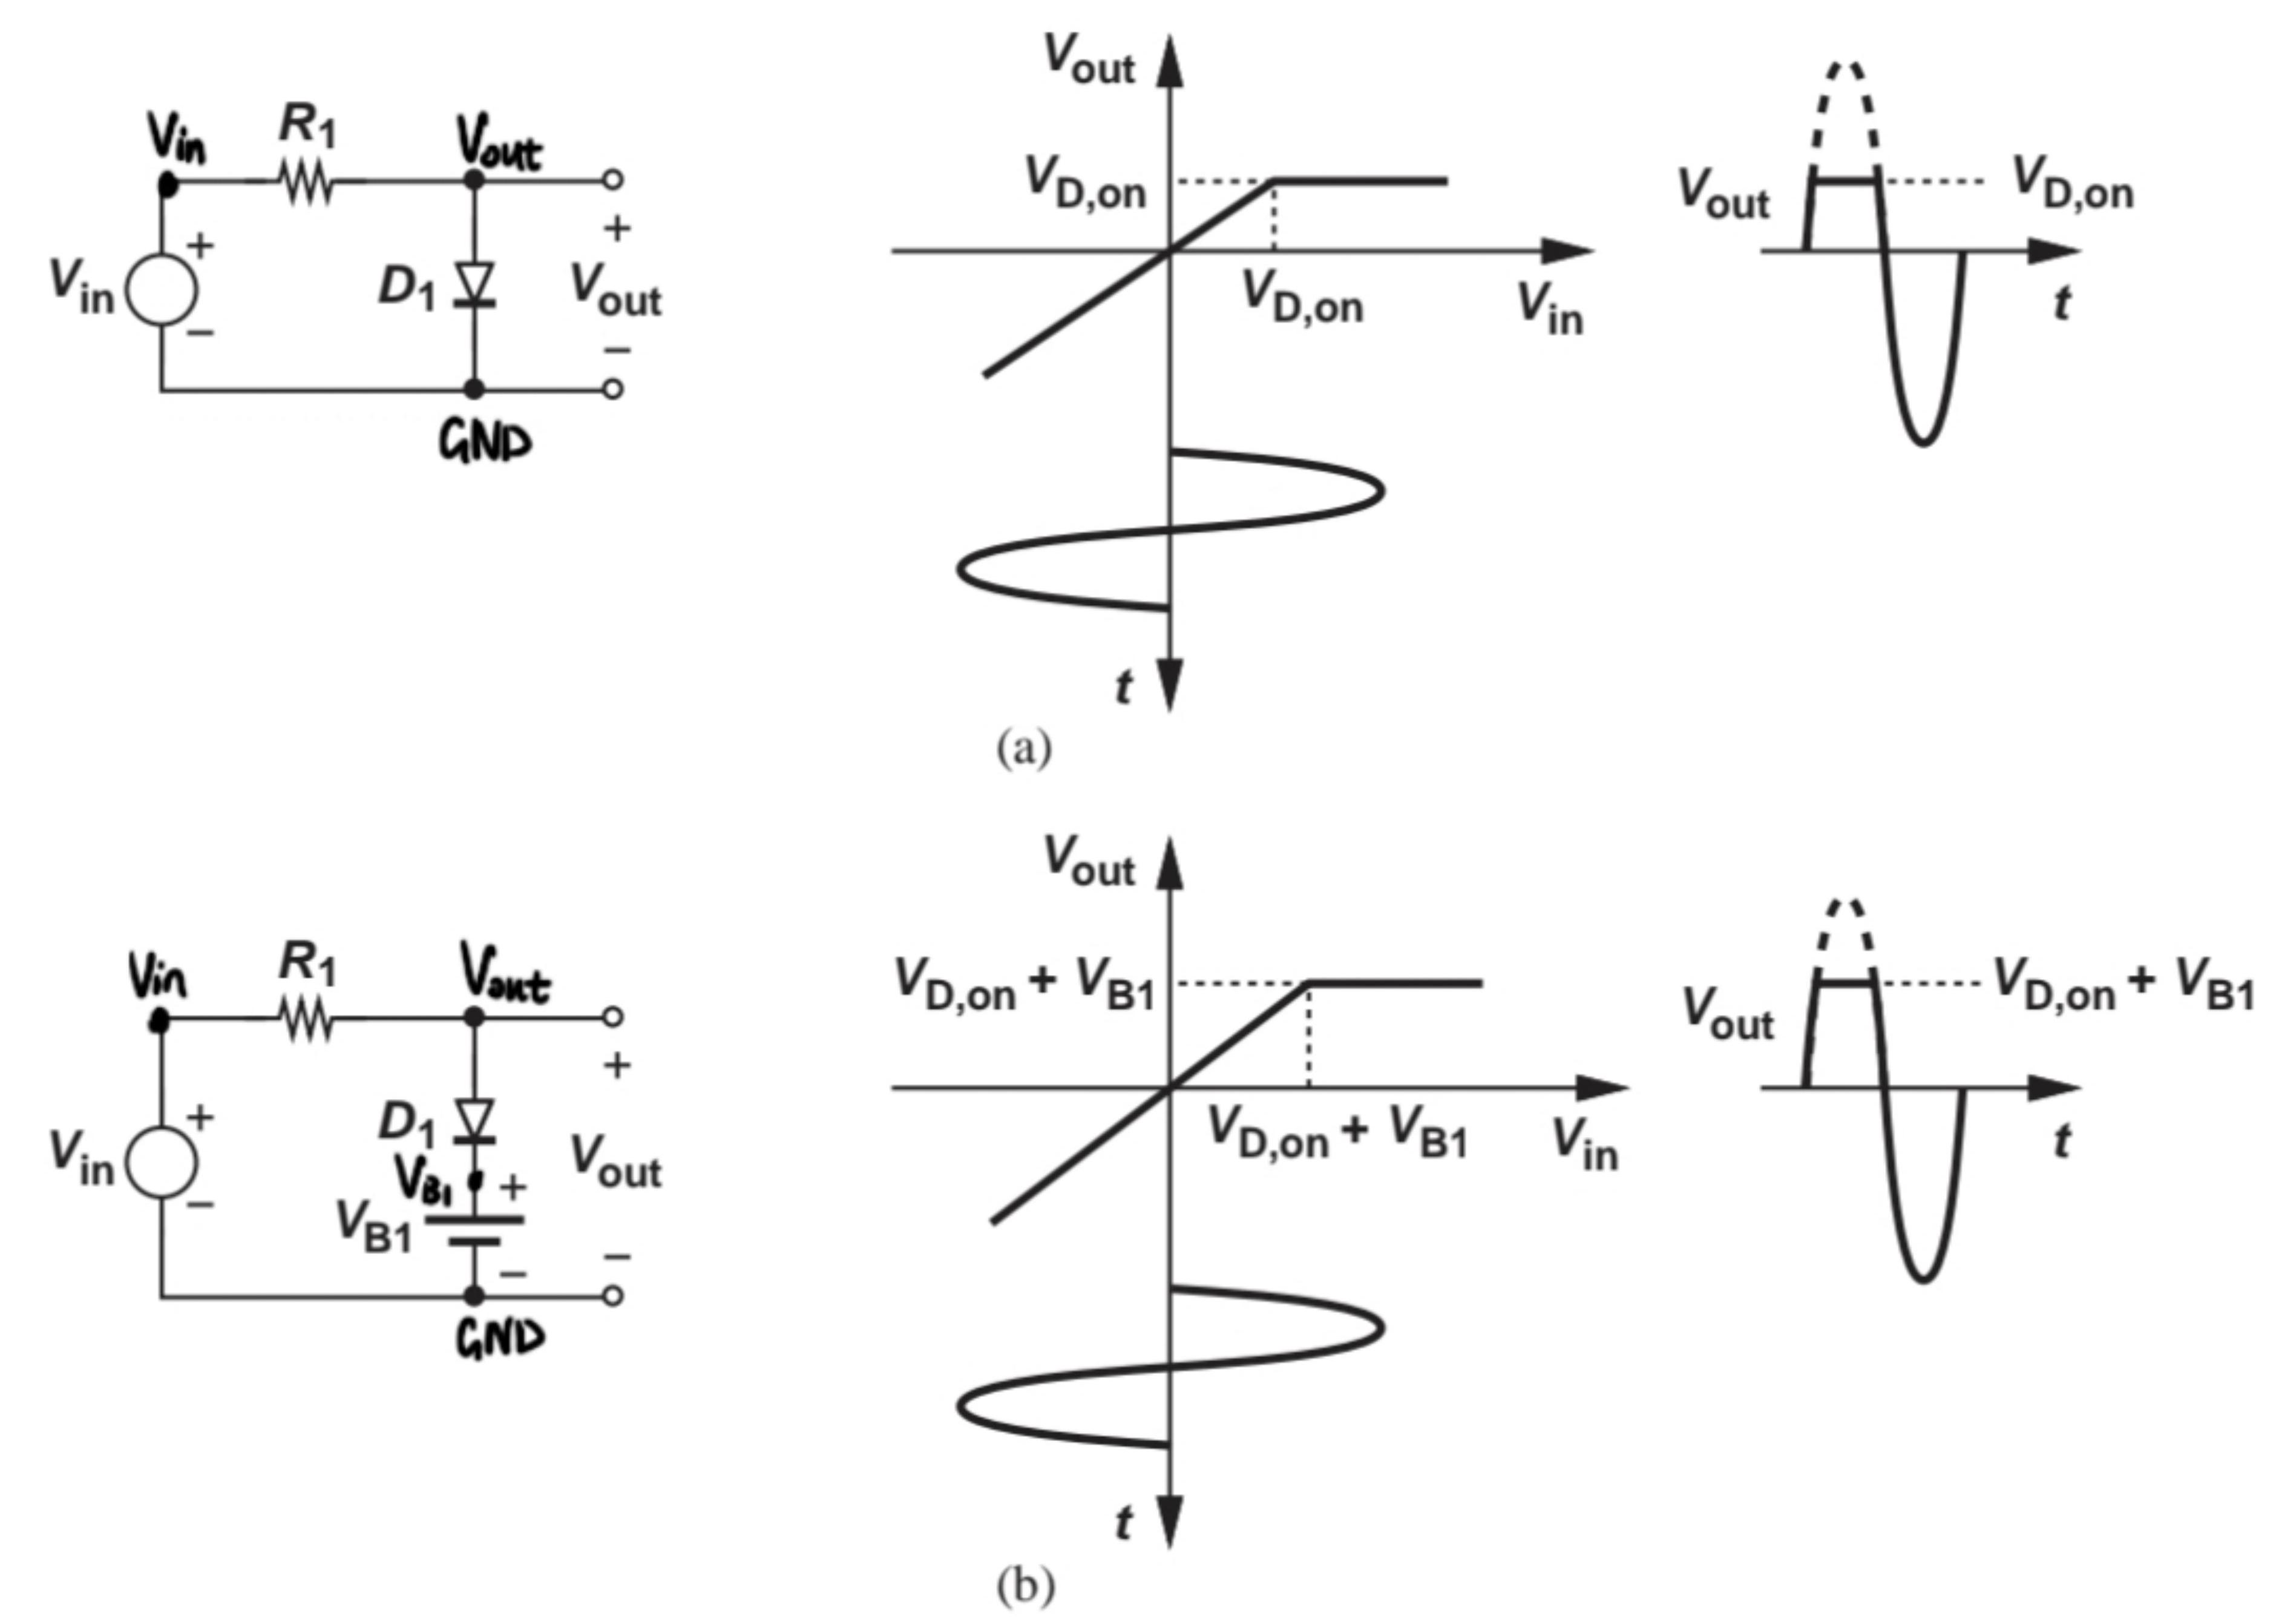 Vout
Vin R1 Vout
VD,on
Vout VD,on
+ +
Vin D1 Vout
VD,on Vin t
− −
GND
t
(a)
Vout
Vin R1 Vout
VD,on + VB1
Vout VD,on + VB1
+ +
D1
Vin VB1 + Vout
VD,on + VB1 Vin t
− VB1 −
−
GND
t
(b)